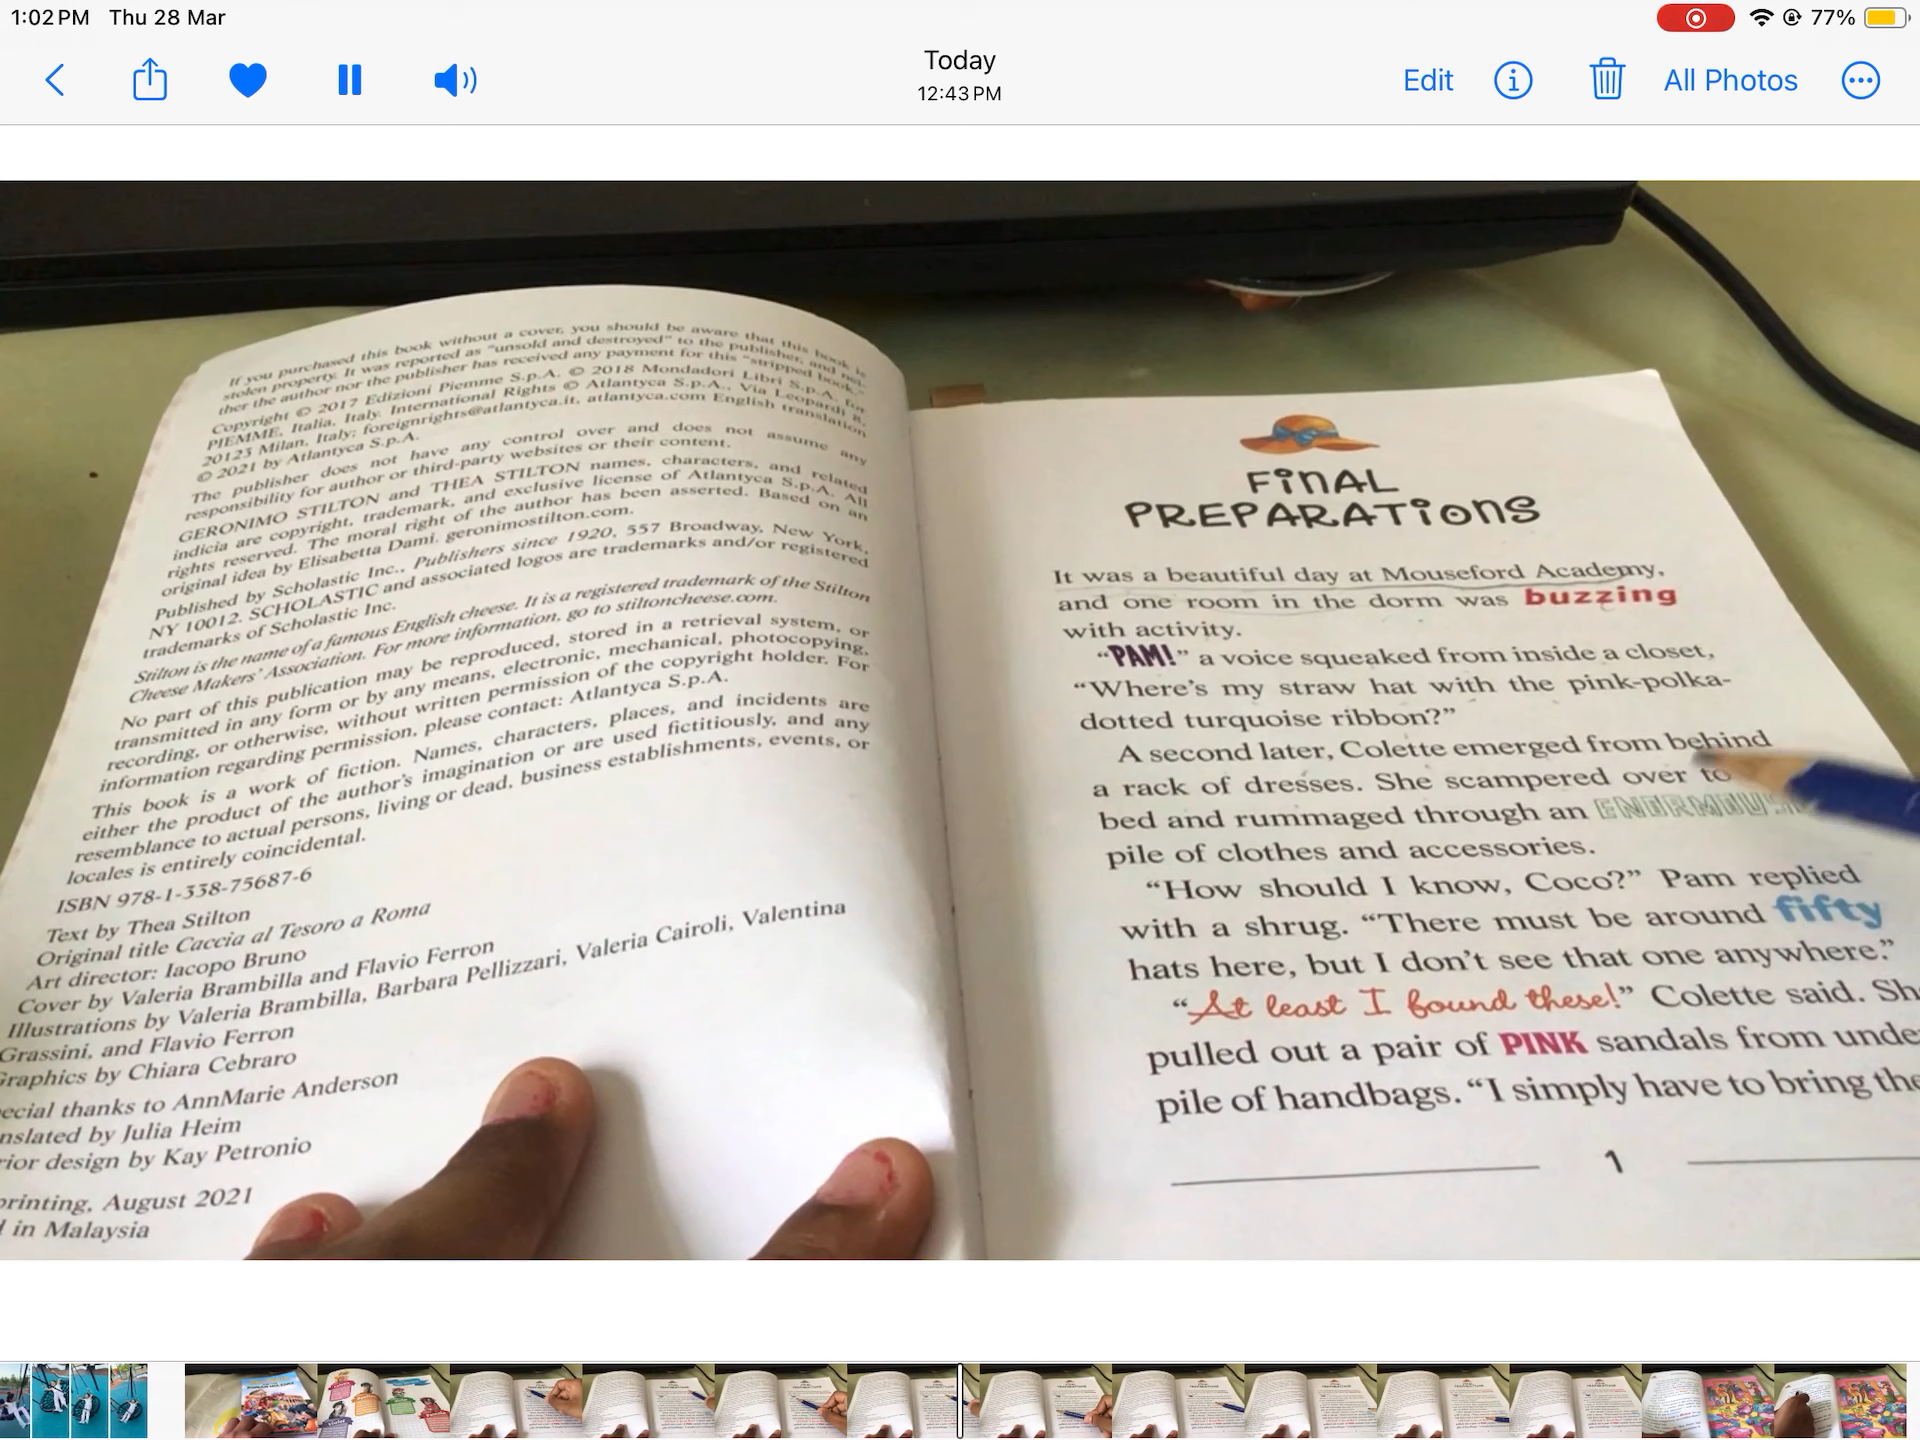 1:02 PM Thu 28 Mar
77%
Today
12:43 PM
Edit
All Photos
If you purchased this book without a cover, you should be aware that this book is
stolen property. It was reported as "unsold and destroyed" to the publisher, and nei-
ther the author nor the publisher has received any payment for this "stripped book."
Copyright © 2017 Edizioni Piemme S.p.A. © 2018 Mondadori Libri S.p.A. for
PIEMME, Italia, Italy. International Rights © Atlantyca S.p.A., Via Leopardi 8,
20123 Milan, Italy; foreignrights@atlantyca.it, atlantyca.com English translation
© 2021 by Atlantyca S.p.A.
The publisher does not have any control over and does not assume any
responsibility for author or third-party websites or their content.
GERONIMO STILTON and THEA STILTON names, characters, and related
indicia are copyright, trademark, and exclusive license of Atlantyca S.p.A. All
rights reserved. The moral right of the author has been asserted. Based on an
original idea by Elisabetta Dami. geronimostilton.com.
Published by Scholastic Inc., Publishers since 1920, 557 Broadway, New York,
NY 10012. SCHOLASTIC and associated logos are trademarks and/or registered
trademarks of Scholastic Inc.
Stilton is the name of a famous English cheese. It is a registered trademark of the Stilton
Cheese Makers' Association. For more information, go to stiltoncheese.com.
No part of this publication may be reproduced, stored in a retrieval system, or
transmitted in any form or by any means, electronic, mechanical, photocopying,
recording, or otherwise, without written permission of the copyright holder. For
information regarding permission, please contact: Atlantyca S.p.A.
This book is a work of fiction. Names, characters, places, and incidents are
either the product of the author's imagination or are used fictitiously, and any
resemblance to actual persons, living or dead, business establishments, events, or
locales is entirely coincidental.
ISBN 978-1-338-75687-6
Text by Thea Stilton
Original title Caccia al Tesoro a Roma
Art director: Iacopo Bruno
Cover by Valeria Brambilla and Flavio Ferron
Illustrations by Valeria Brambilla, Barbara Pellizzari, Valeria Cairoli, Valentina
Grassini, and Flavio Ferron
Graphics by Chiara Cebraro
ecial thanks to AnnMarie Anderson
nslated by Julia Heim
rior design by Kay Petronio
printing, August 2021
in Malaysia
FINAL
PREPARATIONS
It was a beautiful day at Mouseford Academy,
and one room in the dorm was buzzing
with activity.
"PAM!" a voice squeaked from inside a closet,
"Where's my straw hat with the pink-polka-
dotted turquoise ribbon?"
A second later, Colette emerged from behind
a rack of dresses. She scampered over to
bed and rummaged through an ENORMOUS
pile of clothes and accessories.
"How should I know, Coco?" Pam replied
with a shrug. "There must be around fifty
hats here, but I don't see that one anywhere."
"At least I found these!" Colette said. Sh
pulled out a pair of PINK sandals from unde
pile of handbags. "I simply have to bring the
1